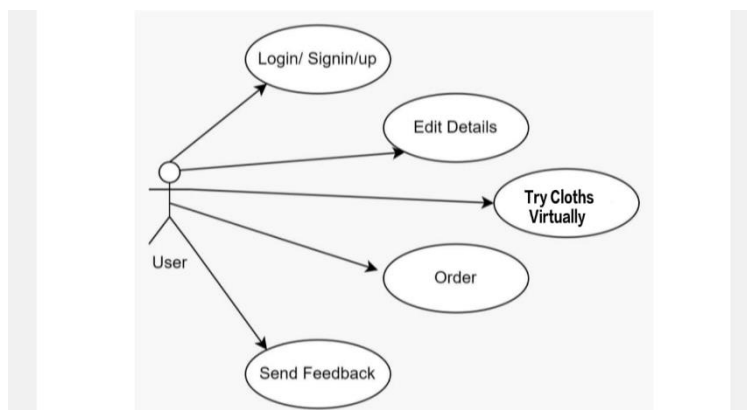 Login/ Signin/up
Edit Details
Try Cloths
Virtually
User
Order
Send Feedback